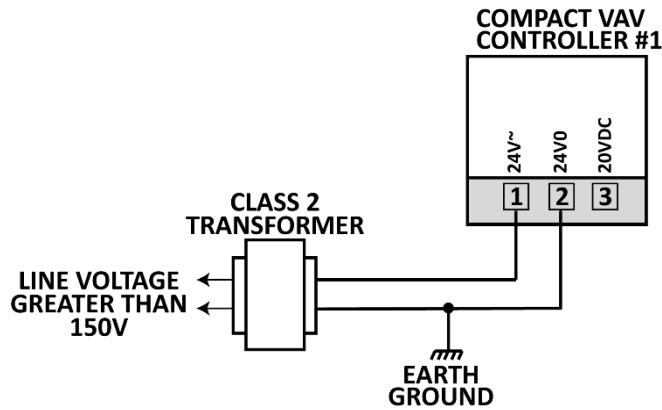 COMPACT VAV
CONTROLLER #1
24V~
24V0
20VDC
1
2
3
CLASS 2
TRANSFORMER
LINE VOLTAGE
GREATER THAN
150V
EARTH
GROUND